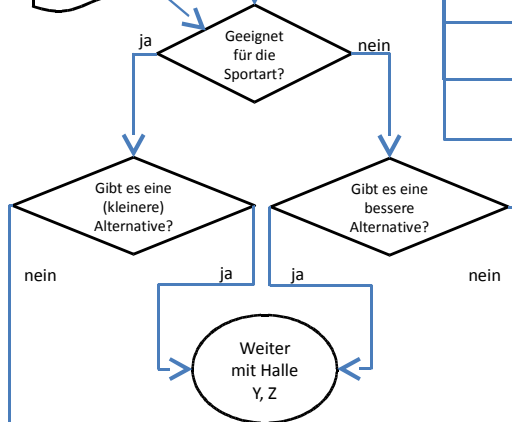 ja
Geeignet
für die
Sportart?
nein
Gibt es eine
(kleinere)
Alternative?
Gibt es eine
bessere
Alternative?
nein
ja
ja
nein
Weiter
mit Halle
Y, Z